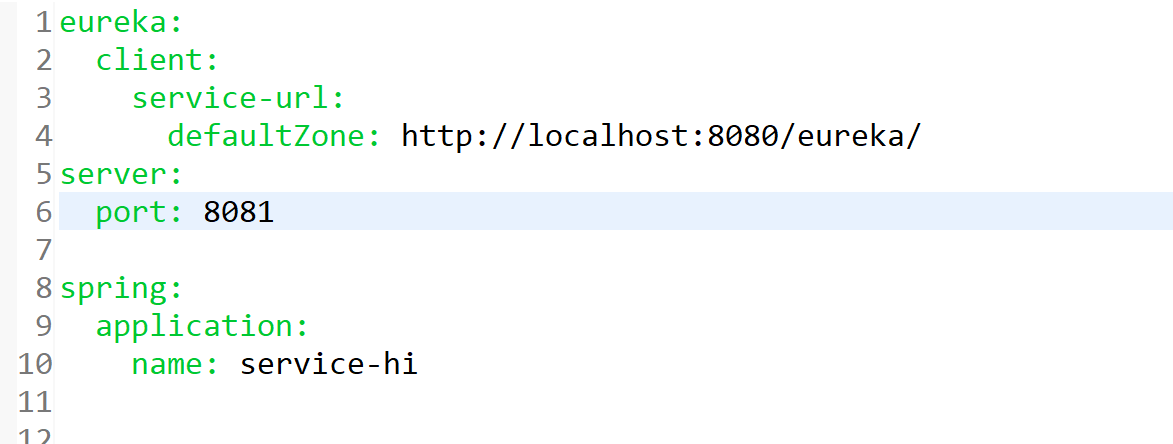 1 eureka:
2   client:
3     service-url:
4       defaultZone: http://localhost:8080/eureka/
5 server:
6   port: 8081
7
8 spring:
9   application:
10     name: service-hi
11
12